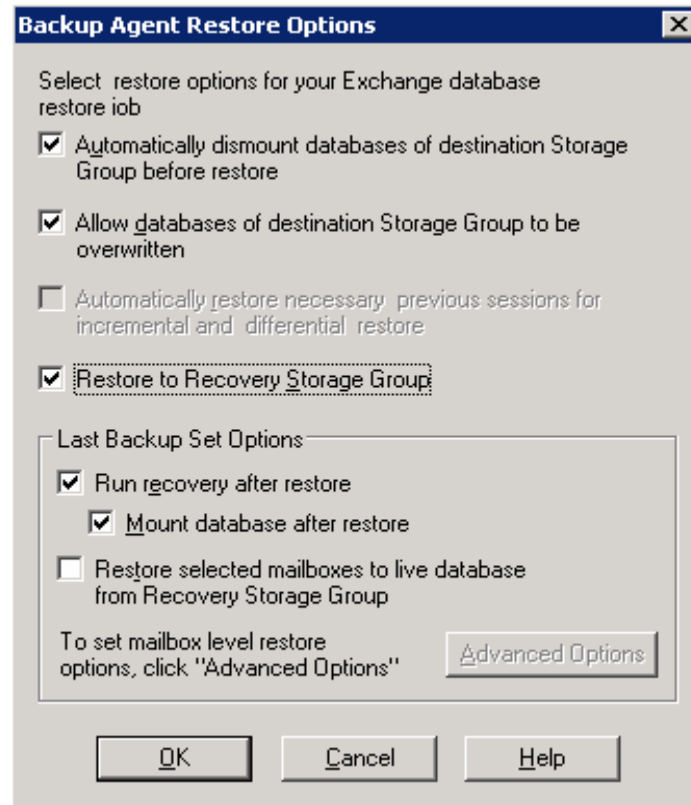 Backup Agent Restore Options
Select restore options for your Exchange database
restore iob
Automatically dismount databases of destination Storage
Group before restore
Allow databases of destination Storage Group to be
overwritten
Automatically restore necessary previous sessions for
incremental and differential restore
Restore to Recovery Storage Group
Last Backup Set Options
Run recovery after restore
Mount database after restore
Restore selected mailboxes to live database
from Recovery Storage Group
To set mailbox level restore
options, click "Advanced Options"
Advanced Options
OK
Cancel
Help